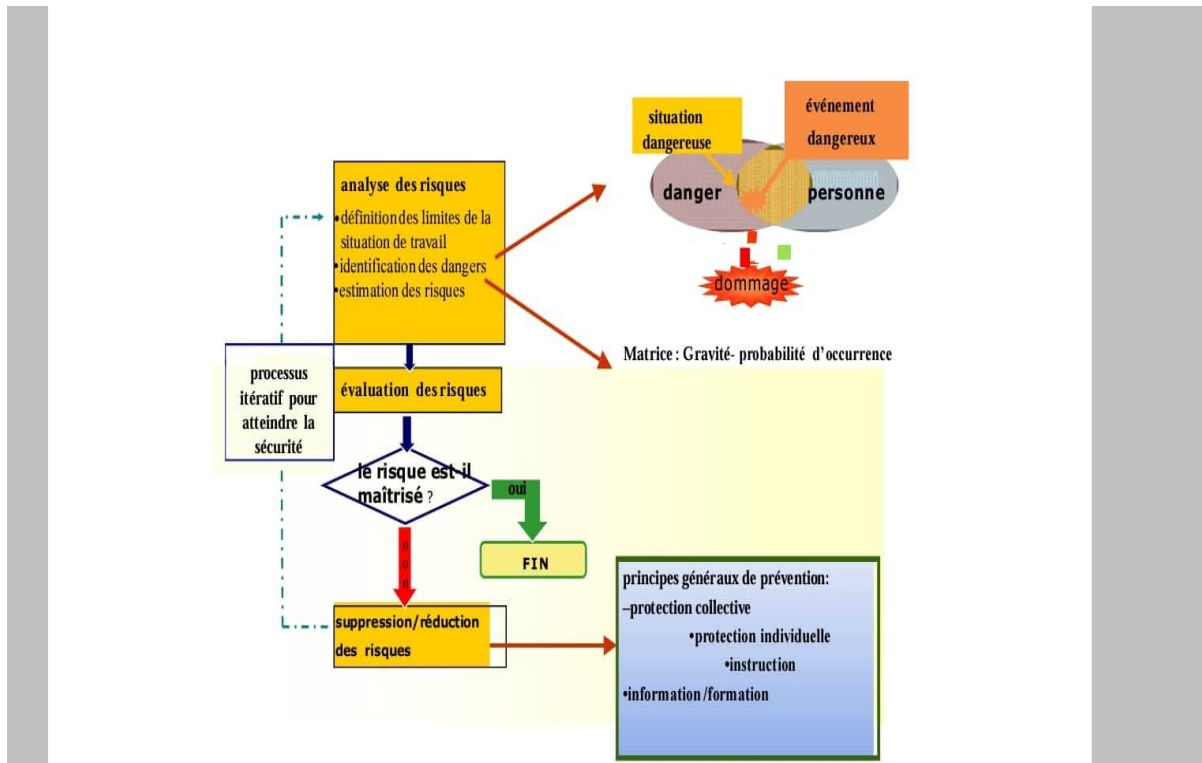 situation
dangereuse
événement
dangereux
danger
personne
dommage
analyse des risques
•définition des limites de la
situation de travail
•identification des dangers
•estimation des risques
Matrice : Gravité- probabilité d'occurrence
processus
itératif pour
atteindre la
sécurité
évaluation des risques
le risque est-il
maîtrisé ?
oui
non
FIN
suppression/réduction
des risques
principes généraux de prévention:
–protection collective
•protection individuelle
•instruction
•information /formation